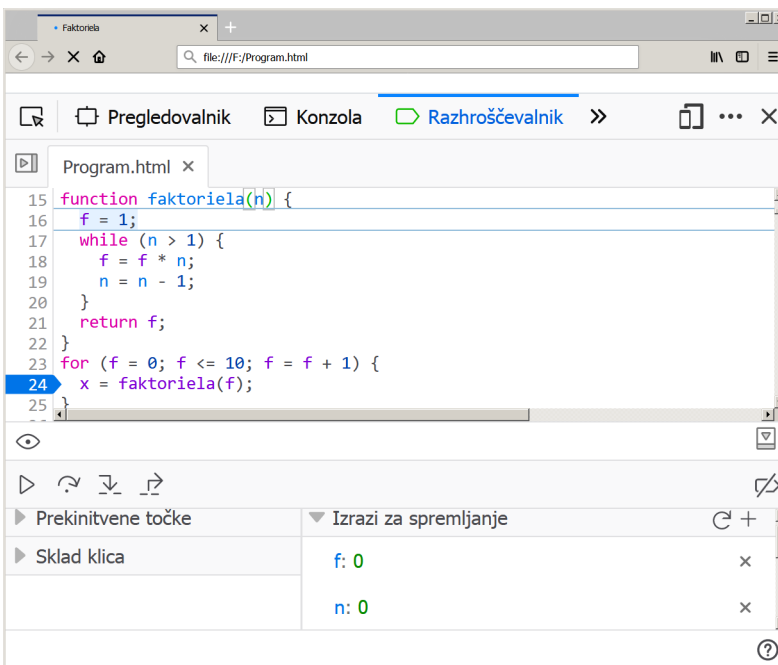 Faktoriela
file:///F:/Program.html
Pregledovalnik Konzola Razhroščevalnik
Program.html
15 function faktoriela(n) {
16 f = 1;
17 while (n > 1) {
18 f = f * n;
19 n = n - 1;
20 }
21 return f;
22 }
23 for (f = 0; f <= 10; f = f + 1) {
24 x = faktoriela(f);
25 }
Prekinitvene točke
Izrazi za spremljanje
Sklad klica
f: 0
n: 0